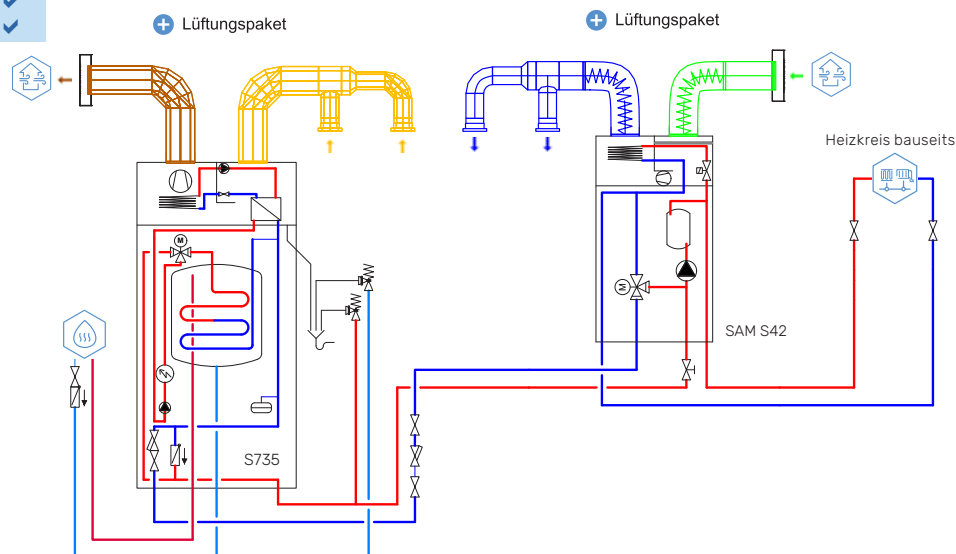 Lüftungspaket
Lüftungspaket
Heizkreis bauseits
M
M
SAM S42
S735